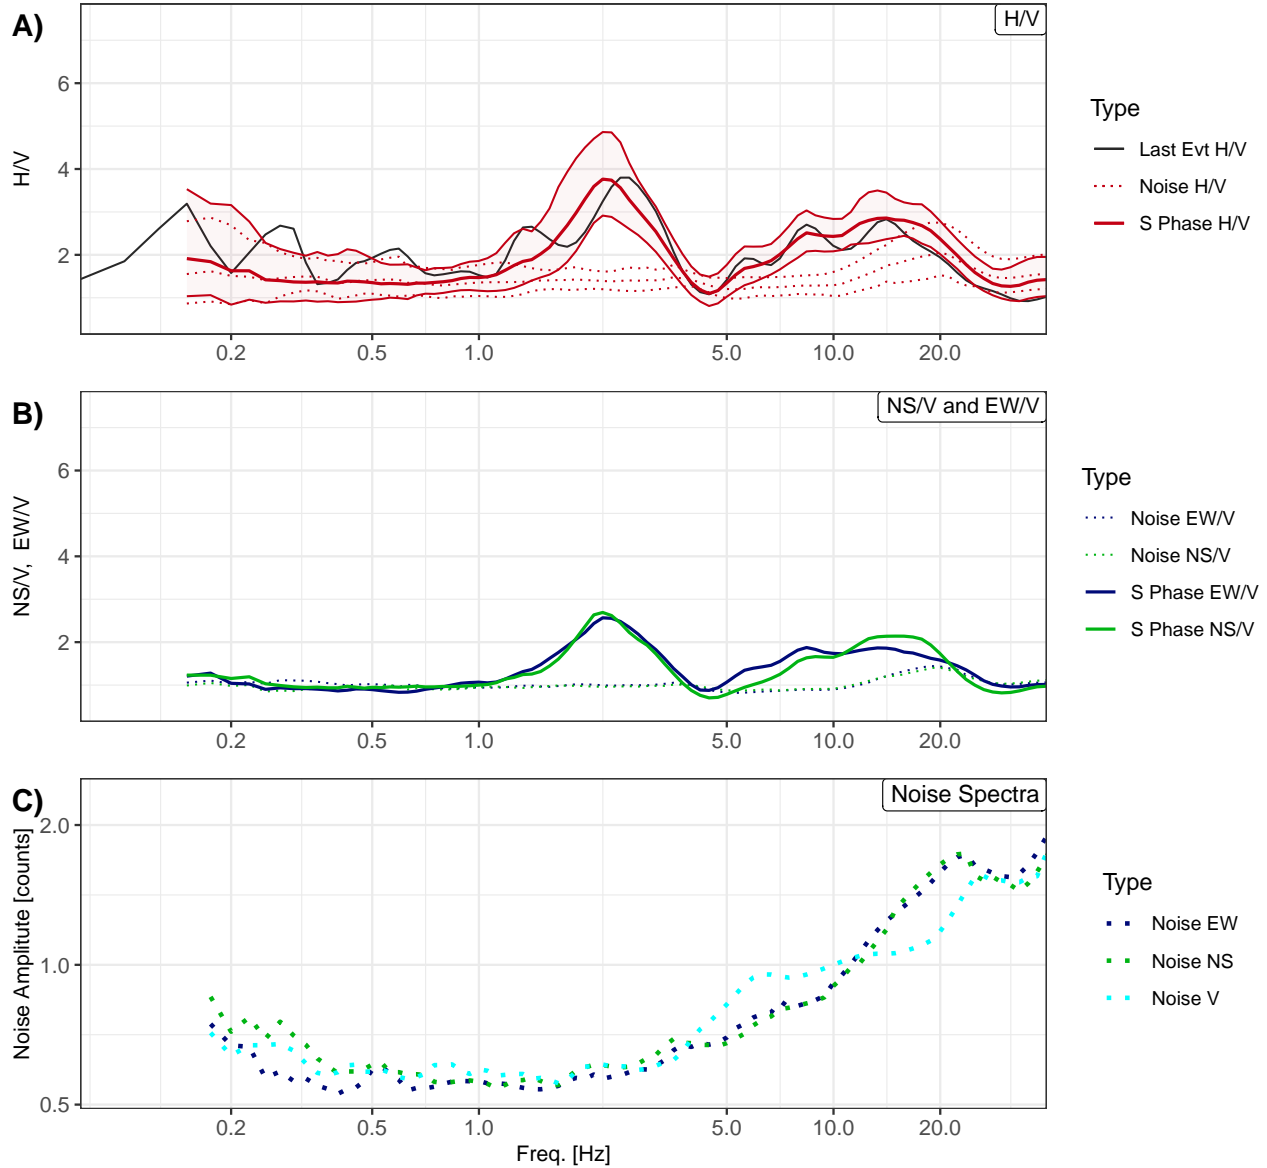 A)
H/V
H/V
6
4
2
0.2 0.5 1.0 5.0 10.0 20.0
Type
Last Evt H/V
Noise H/V
S Phase H/V
B)
NS/V and EW/V
NS/V, EW/V
6
4
2
0.2 0.5 1.0 5.0 10.0 20.0
Type
Noise EW/V
Noise NS/V
S Phase EW/V
S Phase NS/V
C)
Noise Spectra
Noise Amplitude [counts]
2.0
1.0
0.5
0.2 0.5 1.0 5.0 10.0 20.0
Freq. [Hz]
Type
Noise EW
Noise NS
Noise V